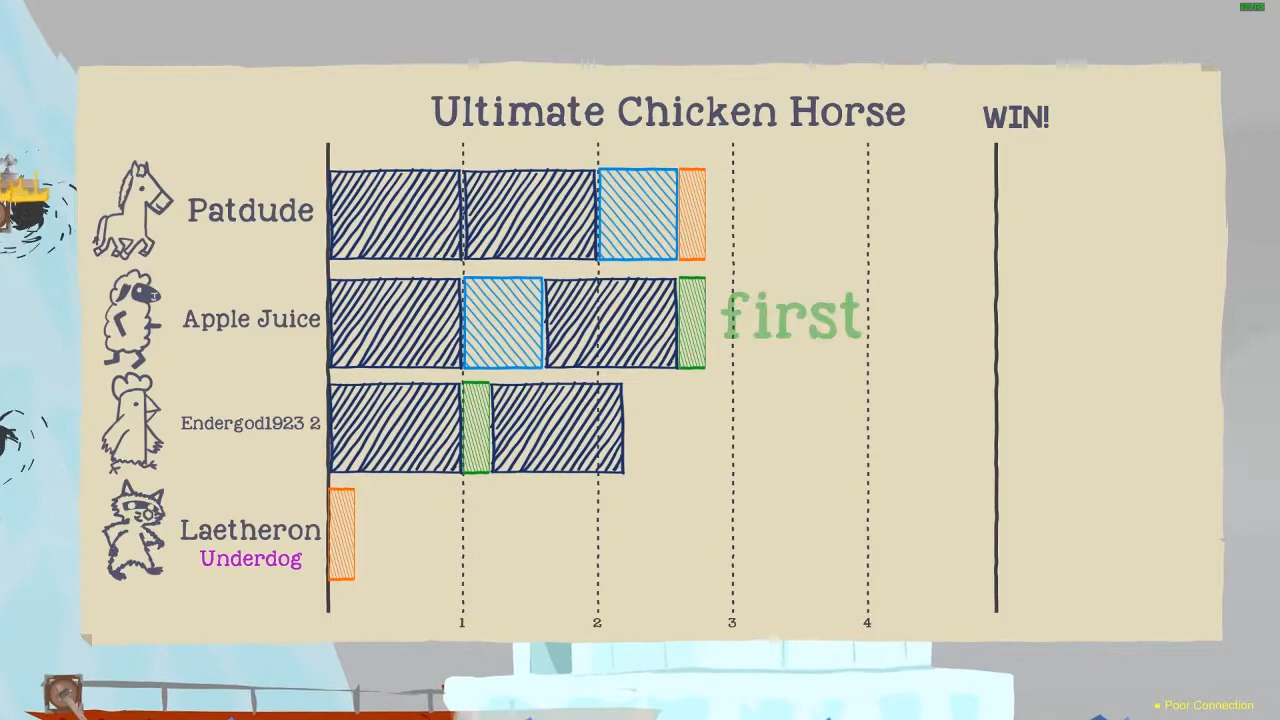 Ultimate Chicken Horse
WIN!
Patdude
Apple Juice
first
Endergod1923 2
Laetheron
Underdog
1 2 3 4
Poor Connection